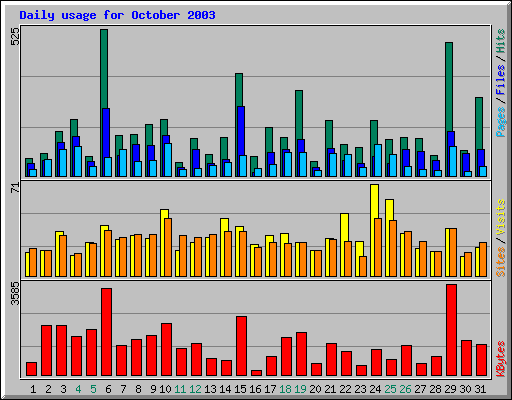 Daily usage for October 2003
525
Pages / Files / Hits
71
Sites / Visits
3585
KBytes
1 2 3 4 5 6 7 8 9 10 11 12 13 14 15 16 17 18 19 20 21 22 23 24 25 26 27 28 29 30 31